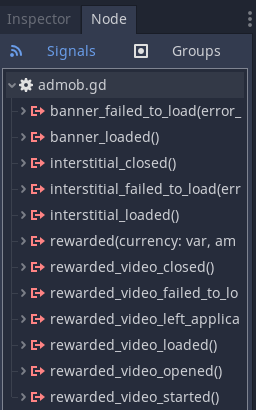 Inspector Node
Signals Groups
admob.gd
banner_failed_to_load(error_
banner_loaded()
interstitial_closed()
interstitial_failed_to_load(err
interstitial_loaded()
rewarded(currency: var, am
rewarded_video_closed()
rewarded_video_failed_to_lo
rewarded_video_left_applica
rewarded_video_loaded()
rewarded_video_opened()
rewarded_video_started()